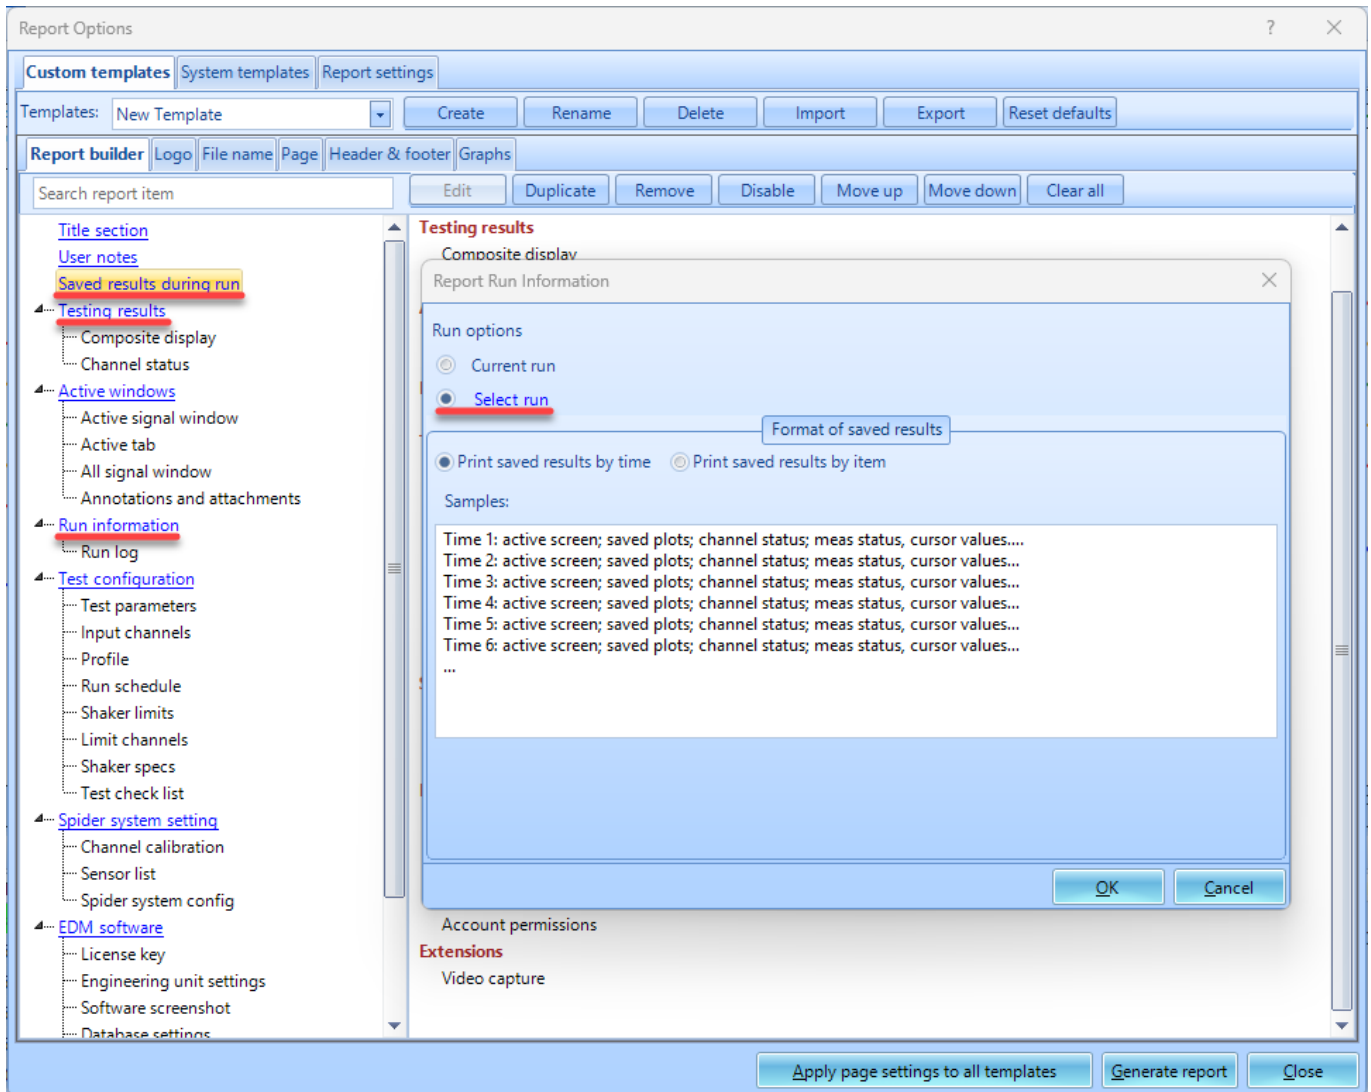 Report Options
?
Custom templates System templates Report settings
Templates: New Template Create Rename Delete Import Export Reset defaults
Report builder Logo File name Page Header & footer Graphs
Search report item Edit Duplicate Remove Disable Move up Move down Clear all
Title section
User notes
Saved results during run
Testing results
Composite display
Channel status
Active windows
Active signal window
Active tab
All signal window
Annotations and attachments
Run information
Run log
Test configuration
Test parameters
Input channels
Profile
Run schedule
Shaker limits
Limit channels
Shaker specs
Test check list
Spider system setting
Channel calibration
Sensor list
Spider system config
EDM software
License key
Engineering unit settings
Software screenshot
Database settings
Testing results
Composite display
Report Run Information
Run options
Current run
Select run
Format of saved results
Print saved results by time Print saved results by item
Samples:
Time 1: active screen; saved plots; channel status; meas status, cursor values....
Time 2: active screen; saved plots; channel status; meas status, cursor values...
Time 3: active screen; saved plots; channel status; meas status, cursor values...
Time 4: active screen; saved plots; channel status; meas status, cursor values...
Time 5: active screen; saved plots; channel status; meas status, cursor values...
Time 6: active screen; saved plots; channel status; meas status, cursor values...
...
OK Cancel
Account permissions
Extensions
Video capture
Apply page settings to all templates Generate report Close